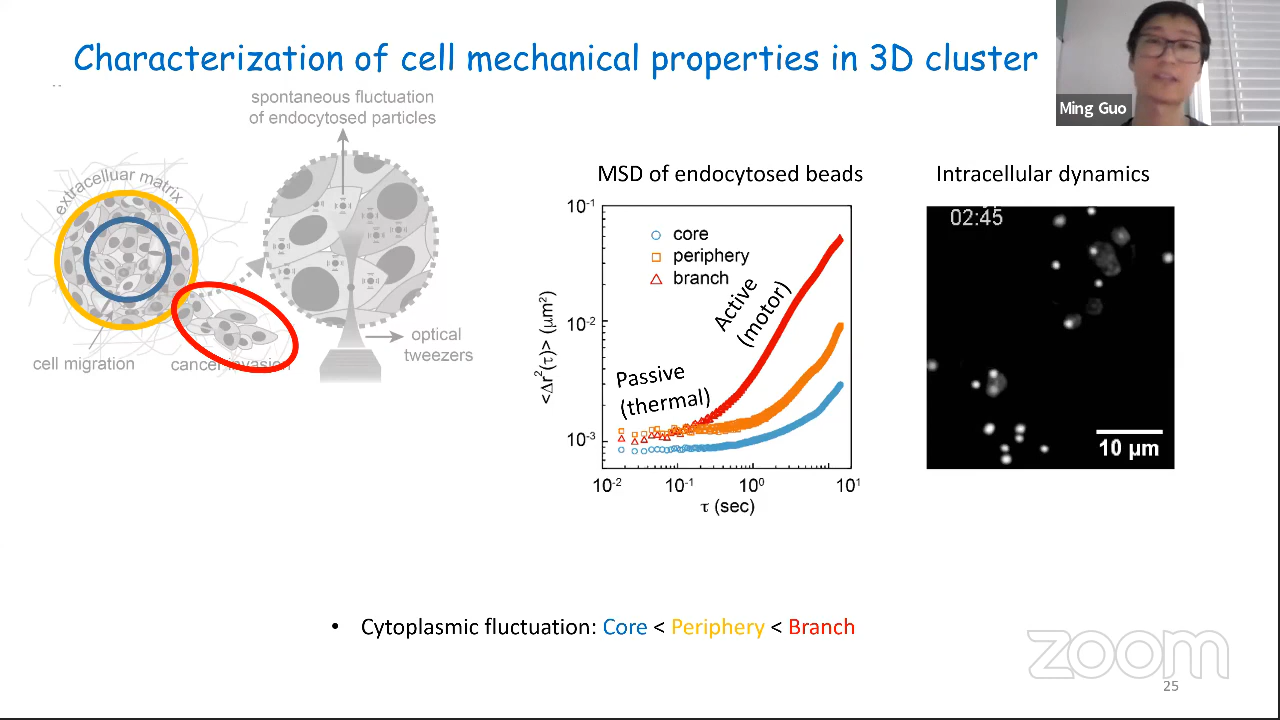 Characterization of cell mechanical properties in 3D cluster
Ming Guo
spontaneous fluctuation
of endocytosed particles
extracelluar matrix
cell migration
cancer invasion
optical
tweezers
MSD of endocytosed beads
<Δr²(τ)> (μm²)
10⁻¹
10⁻²
10⁻³
core
periphery
branch
Passive
(thermal)
Active
(motor)
10⁻² 10⁻¹ 10⁰ 10¹
τ (sec)
Intracellular dynamics
02:45
10 μm
• Cytoplasmic fluctuation: Core < Periphery < Branch
zoom
25